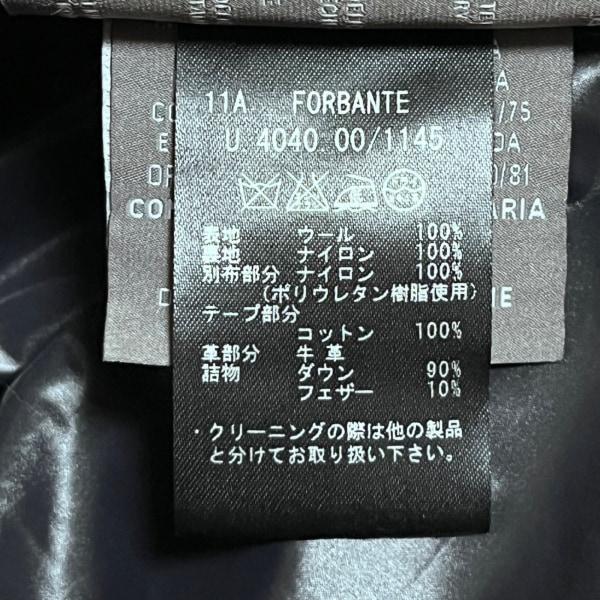 11A FORBANTE
U.4040.00/1145
表地 ウール 100%
裏地 ナイロン 100%
別布部分 ナイロン 100%
(ポリウレタン樹脂使用)
テープ部分
コットン 100%
革部分 牛革
詰物 ダウン 90%
フェザー 10%
・クリーニングの際は他の製品
と分けてお取り扱い下さい。
/75
/81